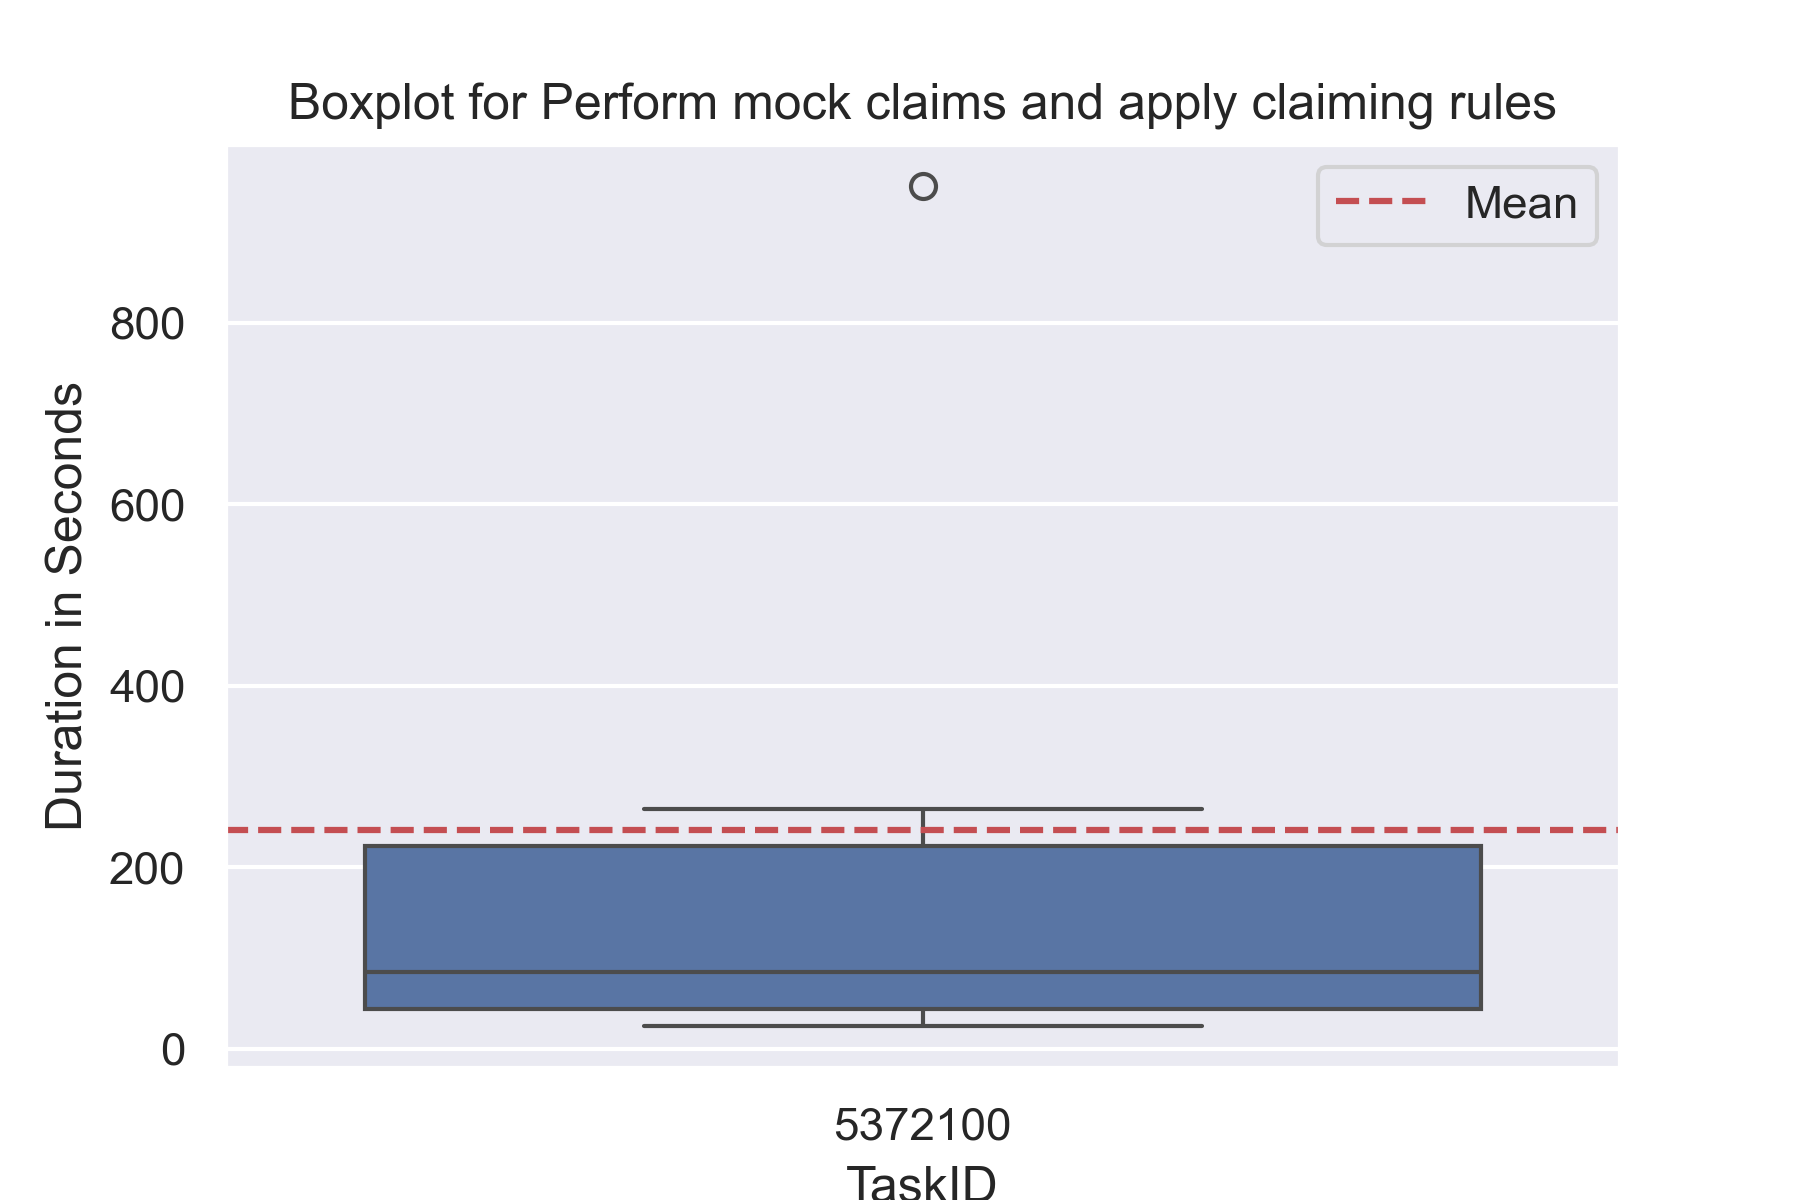 Boxplot for Perform mock claims and apply claiming rules
Mean
Duration in Seconds
800
600
400
200
0
5372100
TaskID